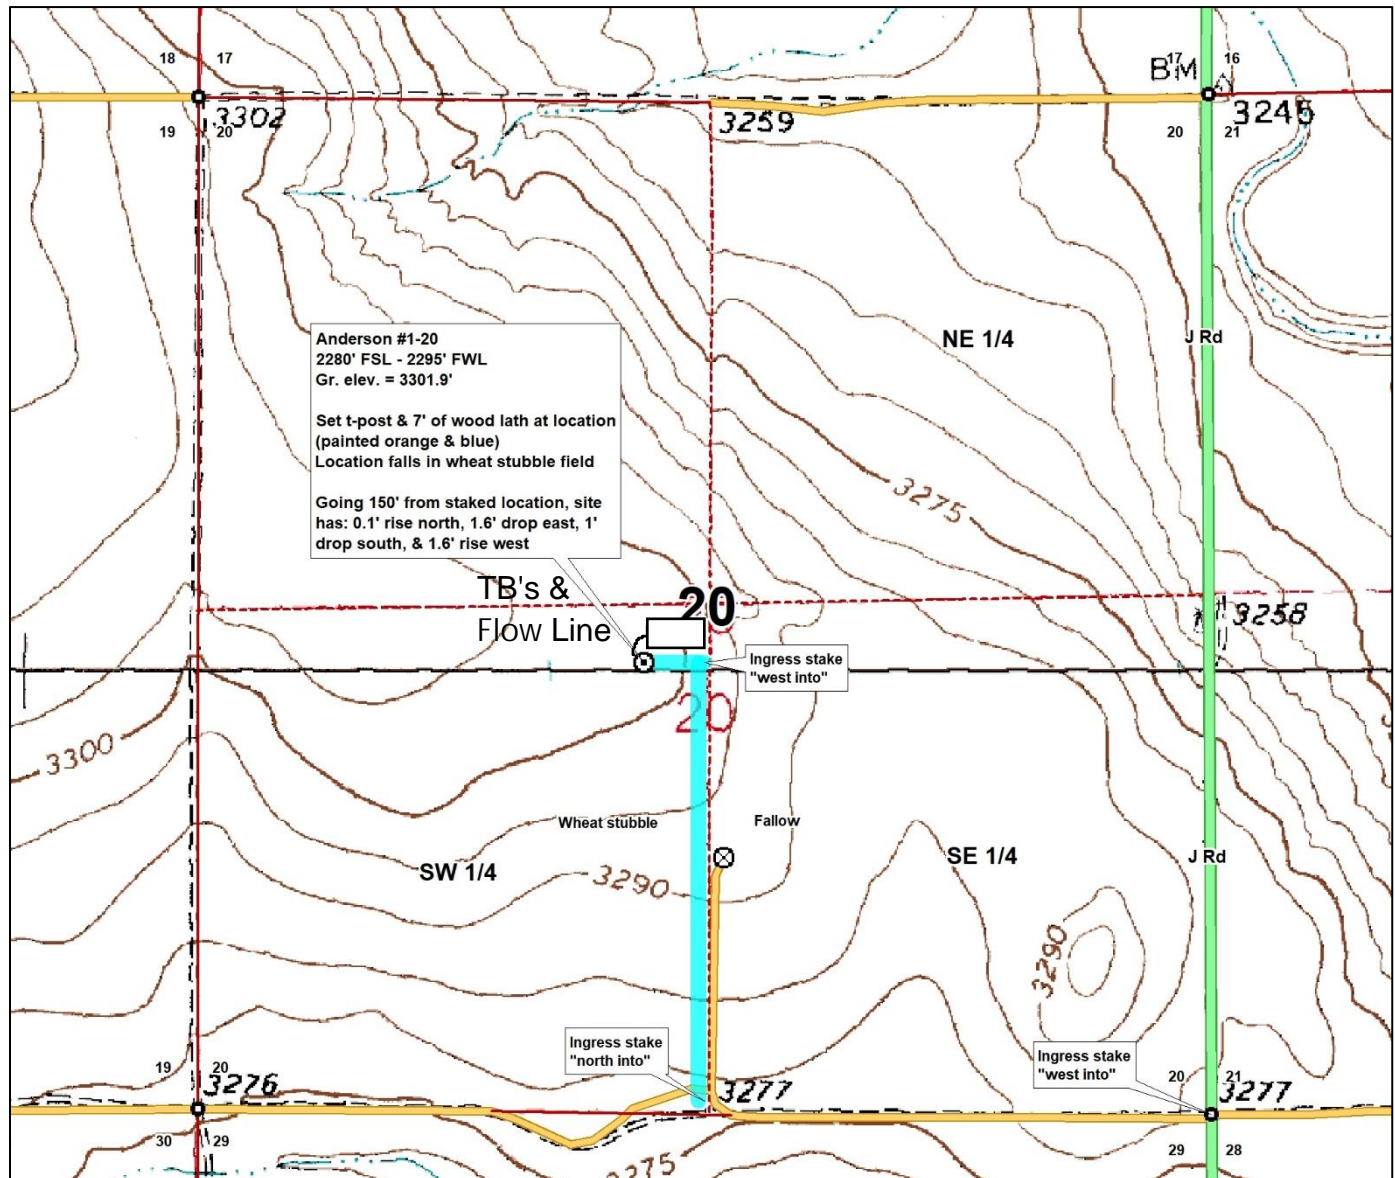 18 17
17 16
BM
19 20
3302
3259
20 21
3245
Anderson #1-20
2280' FSL - 2295' FWL
Gr. elev. = 3301.9'
Set t-post & 7' of wood lath at location
(painted orange & blue)
Location falls in wheat stubble field
Going 150' from staked location, site
has: 0.1' rise north, 1.6' drop east, 1'
drop south, & 1.6' rise west
NE 1/4
J Rd
3275
TB's &
Flow Line
20
3258
Ingress stake
"west into"
20
3300
Wheat stubble
Fallow
SW 1/4
3290
SE 1/4
J Rd
3290
Ingress stake
"north into"
Ingress stake
"west into"
19 20
3276
3277
20 21
3277
30 29
3275
29 28